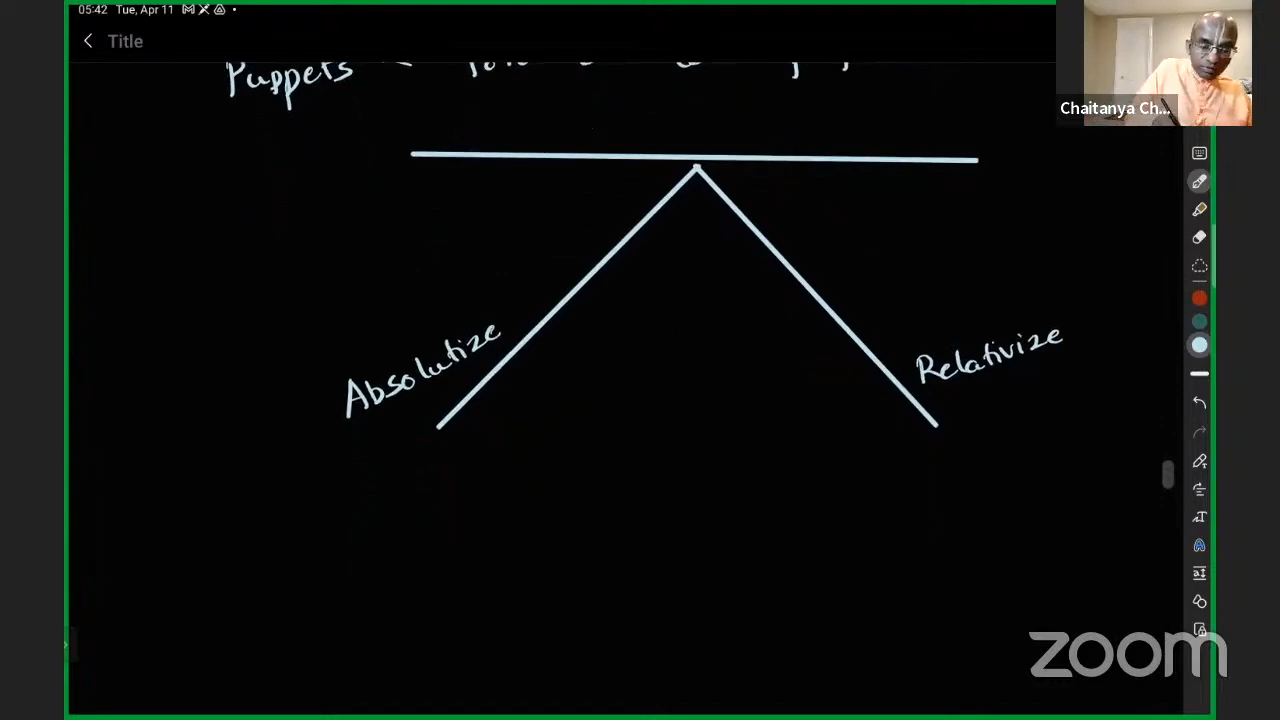 05:42 Tue, Apr 11
Title
Chaitanya Ch...
Puppets
Absolutize
Relativize
zoom